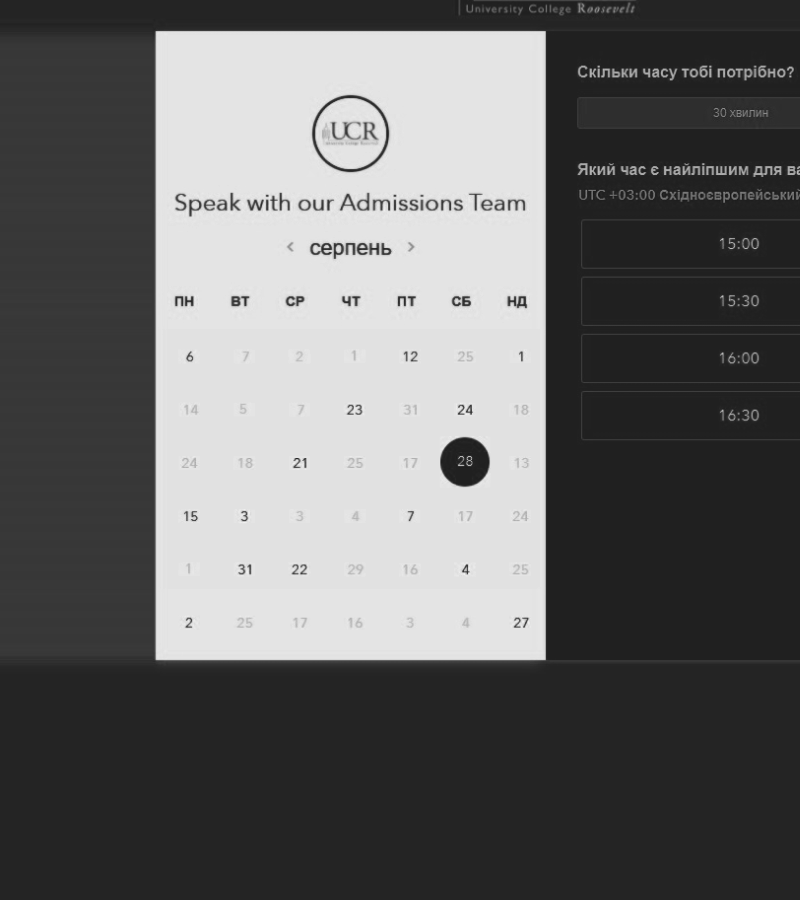 University College Roosevelt
UCR
Speak with our Admissions Team
< серпень >
ПН ВТ СР ЧТ ПТ СБ НД
6 7 2 1 12 25 1
14 5 7 23 31 24 18
24 18 21 25 17 28 13
15 3 3 4 7 17 24
1 31 22 29 16 4 25
2 25 17 16 3 4 27
Скільки часу тобі потрібно?
30 хвилин
Який час є найліпшим для ва
UTC +03:00 Східноєвропейський
15:00
15:30
16:00
16:30